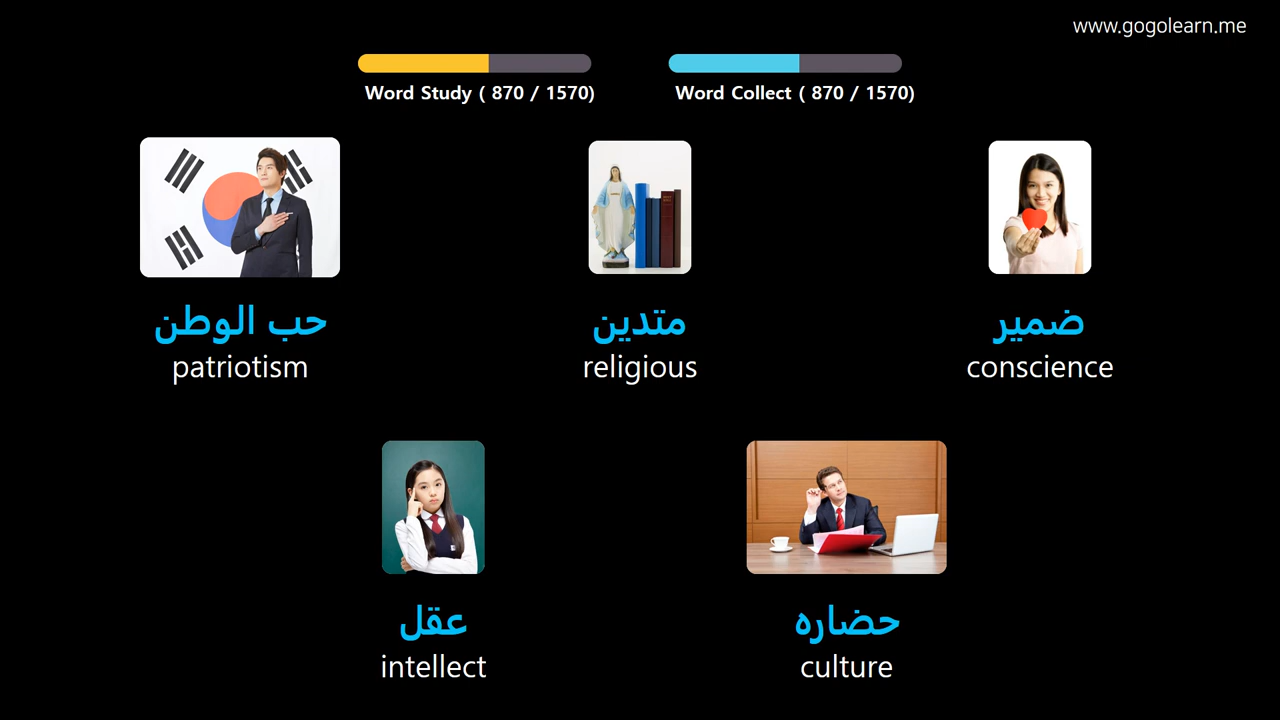 www.gogolearn.me
Word Study ( 870 / 1570)
Word Collect ( 870 / 1570)
حب الوطن
patriotism
متدين
religious
ضمير
conscience
عقل
intellect
حضاره
culture